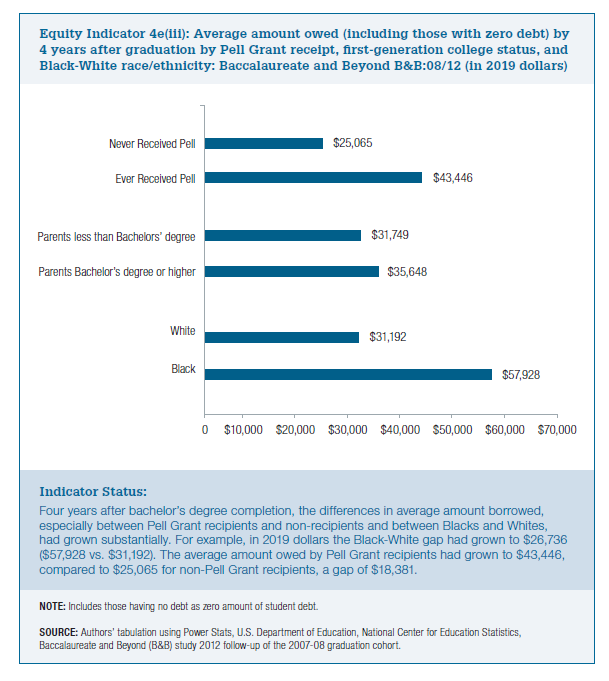 Equity Indicator 4e(iii): Average amount owed (including those with zero debt) by
4 years after graduation by Pell Grant receipt, first-generation college status, and
Black-White race/ethnicity: Baccalaureate and Beyond B&B:08/12 (in 2019 dollars)
Never Received Pell $25,065
Ever Received Pell $43,446
Parents less than Bachelors' degree $31,749
Parents Bachelor's degree or higher $35,648
White $31,192
Black $57,928
0 $10,000 $20,000 $30,000 $40,000 $50,000 $60,000 $70,000
Indicator Status:
Four years after bachelor's degree completion, the differences in average amount borrowed,
especially between Pell Grant recipients and non-recipients and between Blacks and Whites,
had grown substantially. For example, in 2019 dollars the Black-White gap had grown to $26,736
($57,928 vs. $31,192). The average amount owed by Pell Grant recipients had grown to $43,446,
compared to $25,065 for non-Pell Grant recipients, a gap of $18,381.
NOTE: Includes those having no debt as zero amount of student debt.
SOURCE: Authors' tabulation using Power Stats, U.S. Department of Education, National Center for Education Statistics,
Baccalaureate and Beyond (B&B) study 2012 follow-up of the 2007-08 graduation cohort.